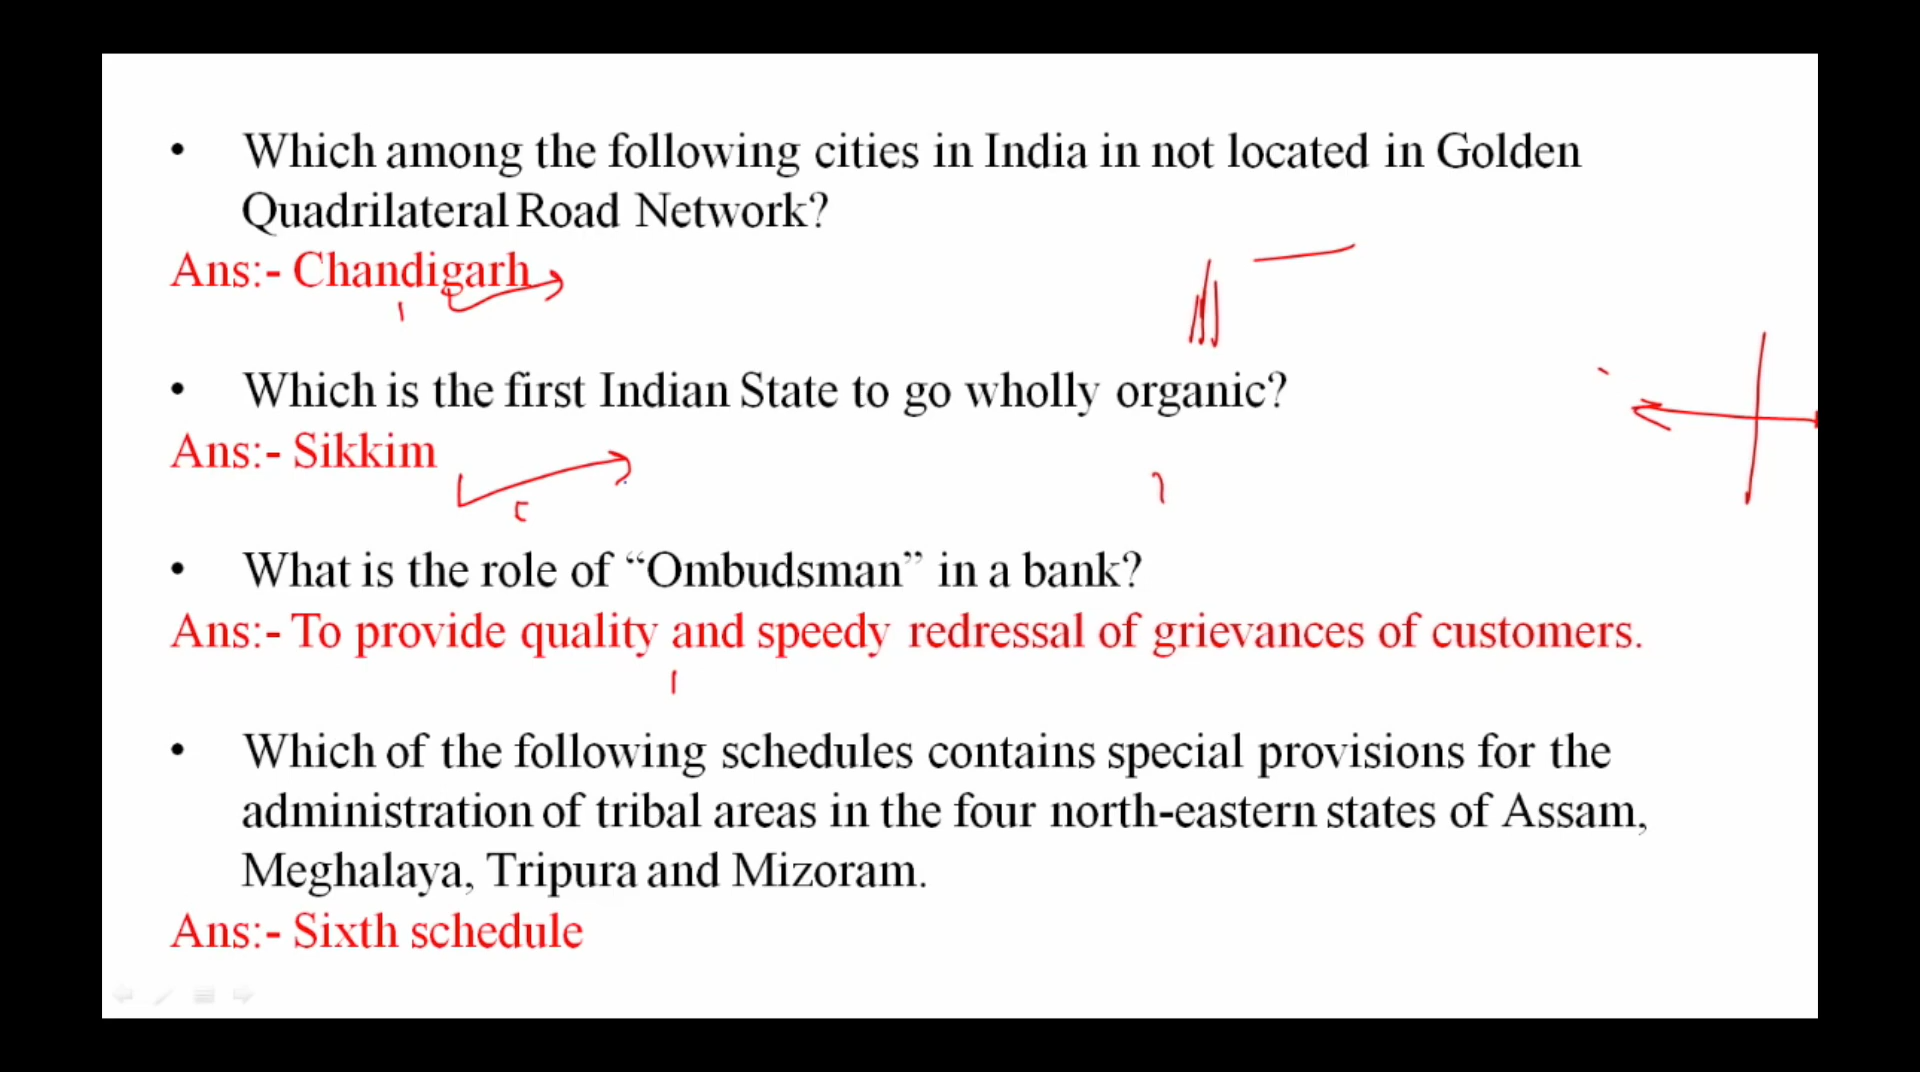 • Which among the following cities in India in not located in Golden
Quadrilateral Road Network?
Ans:- Chandigarh
• Which is the first Indian State to go wholly organic?
Ans:- Sikkim
• What is the role of “Ombudsman” in a bank?
Ans:- To provide quality and speedy redressal of grievances of customers.
• Which of the following schedules contains special provisions for the
administration of tribal areas in the four north-eastern states of Assam,
Meghalaya, Tripura and Mizoram.
Ans:- Sixth schedule